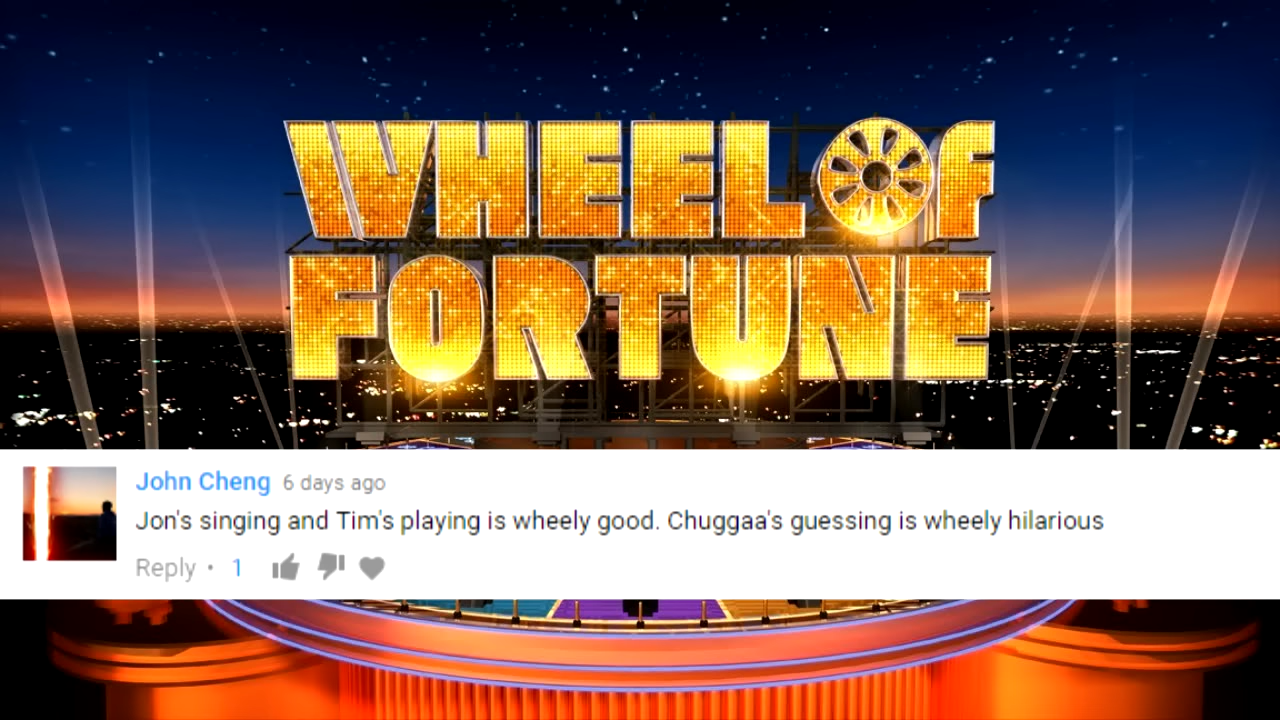 WHEEL OF
FORTUNE
John Cheng 6 days ago
Jon's singing and Tim's playing is wheely good. Chuggaa's guessing is wheely hilarious
Reply • 1